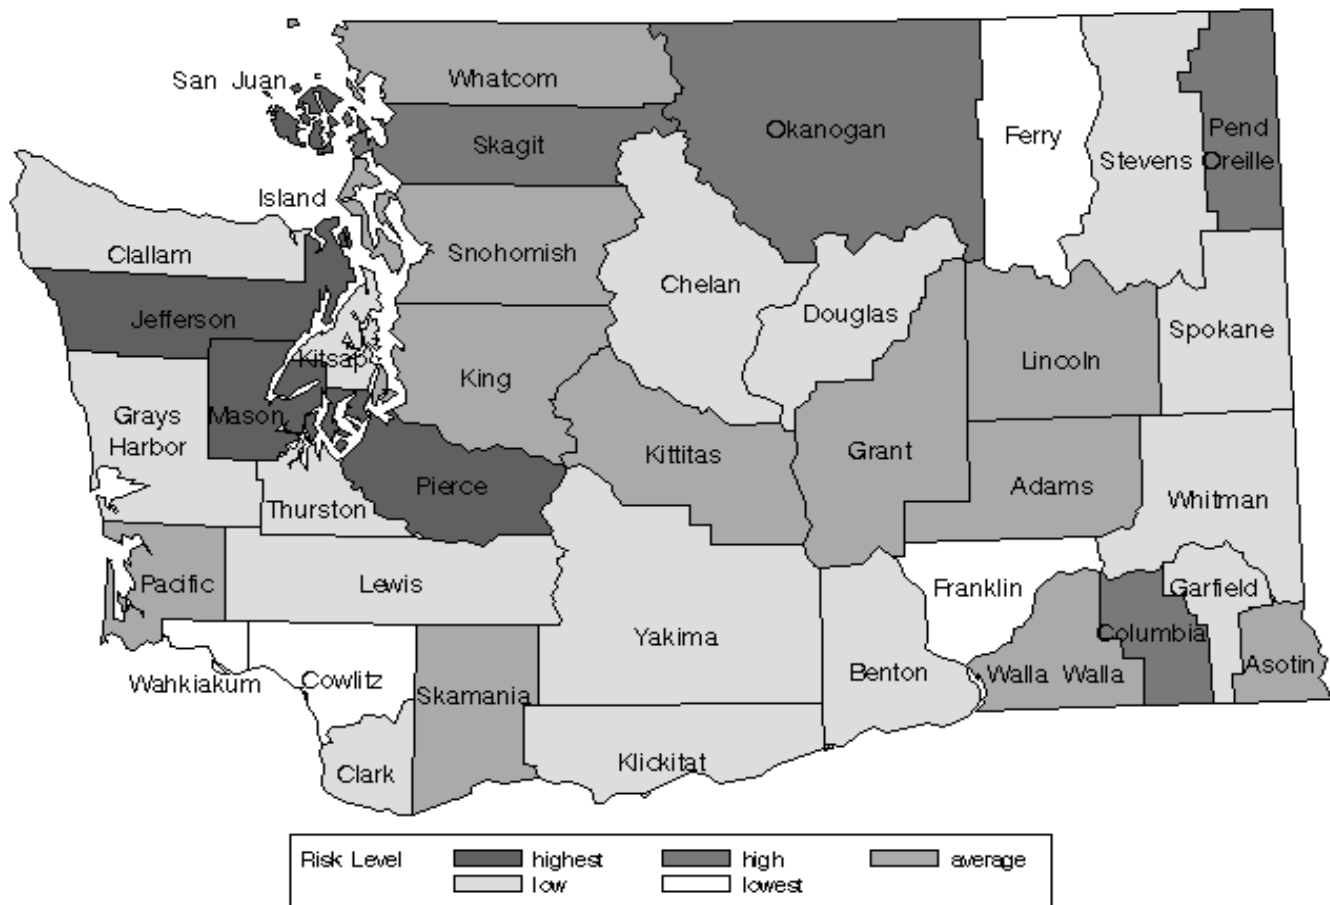 San Juan
Whatcom
Skagit
Okanogan
Ferry
Stevens
Pend
Oreille
Island
Clallam
Snohomish
Chelan
Douglas
Jefferson
Kitsap
King
Lincoln
Spokane
Grays
Harbor
Mason
Kittitas
Grant
Pierce
Adams
Whitman
Thurston
Pacific
Lewis
Franklin
Garfield
Yakima
Columbia
Wahkiakum
Cowlitz
Skamania
Benton
Walla Walla
Asotin
Clark
Klickitat
Risk Level
highest
high
average
low
lowest